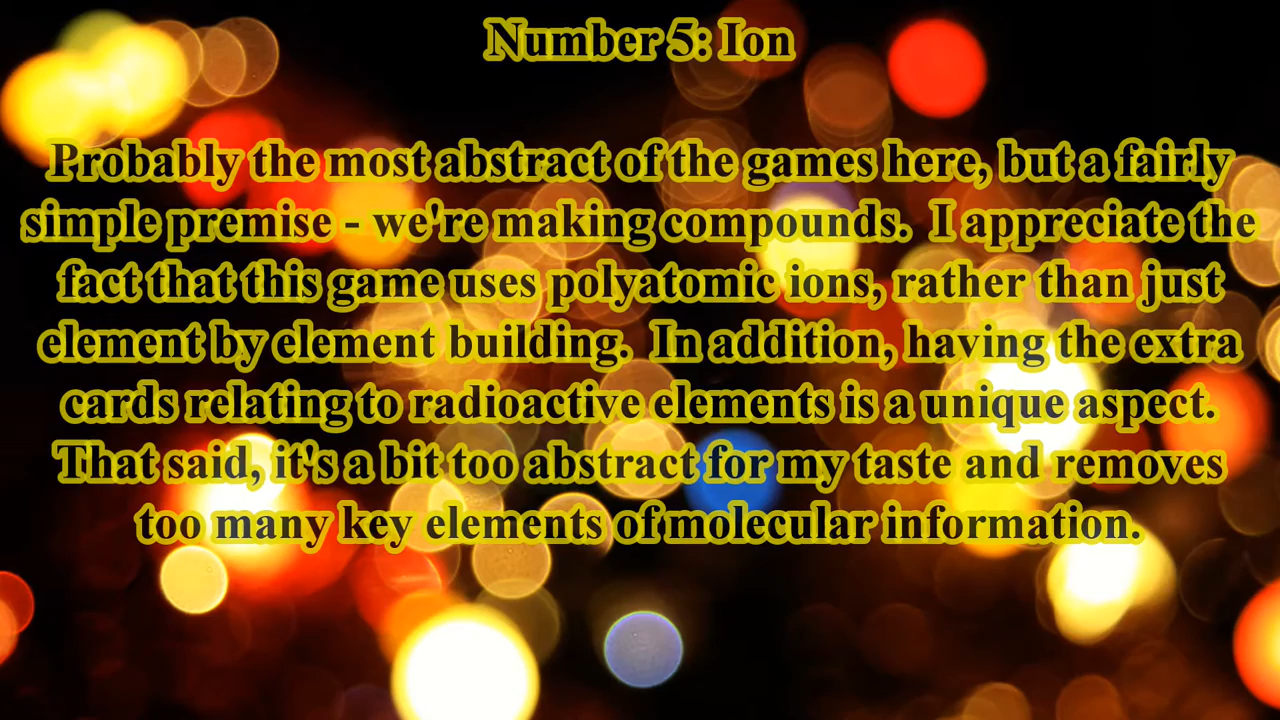 Number 5: Ion
Probably the most abstract of the games here, but a fairly
simple premise - we're making compounds.  I appreciate the
fact that this game uses polyatomic ions, rather than just
element by element building.  In addition, having the extra
cards relating to radioactive elements is a unique aspect.
That said, it's a bit too abstract for my taste and removes
too many key elements of molecular information.